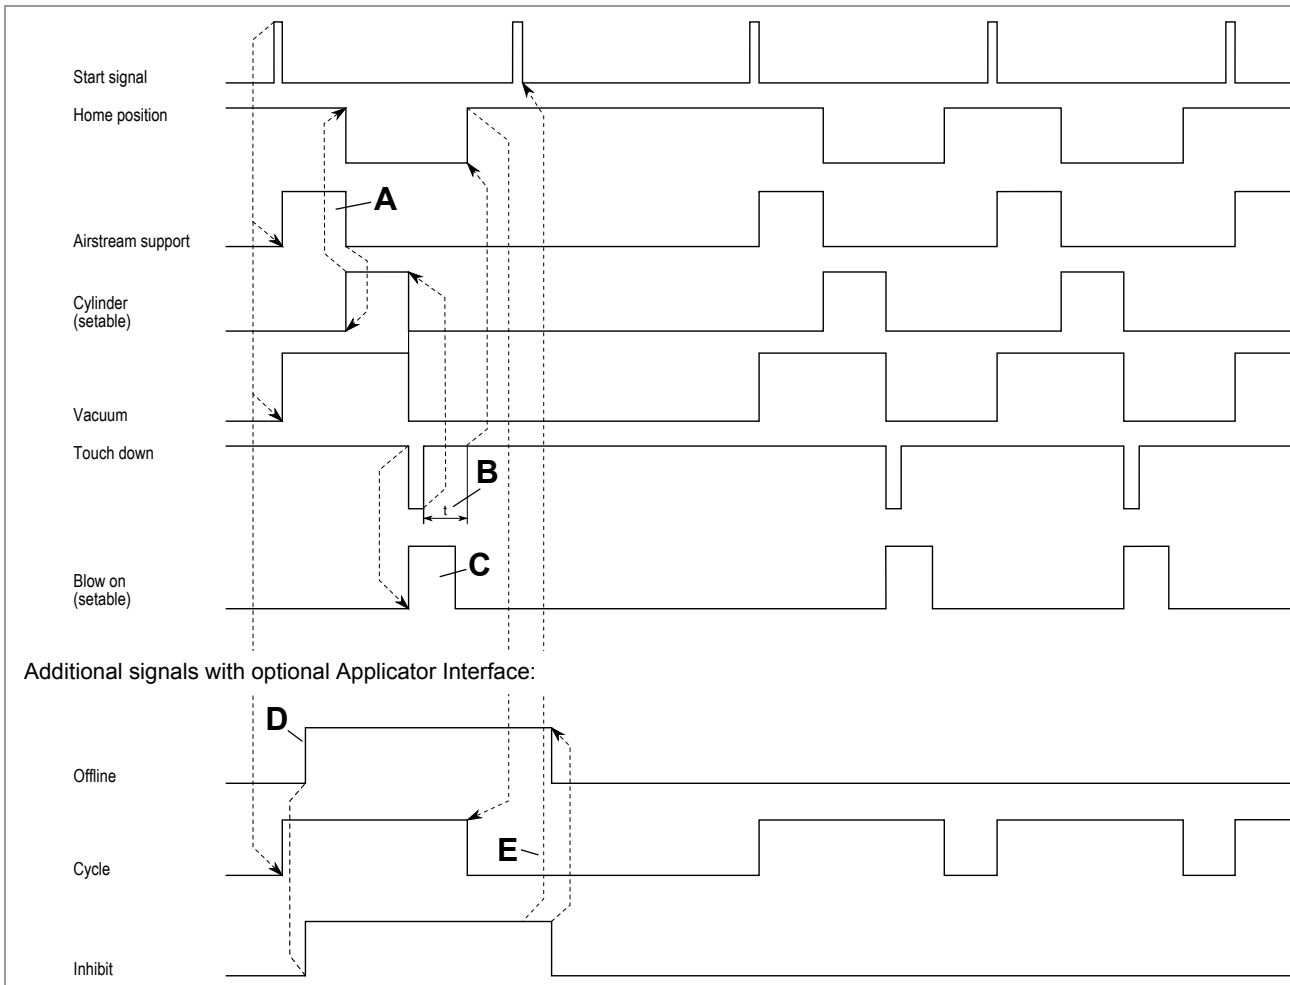 Start signal
Home position
A
Airstream support
Cylinder
(setable)
Vacuum
Touch down
B
t
C
Blow on
(setable)
Additional signals with optional Applicator Interface:
D
Offline
E
Cycle
Inhibit